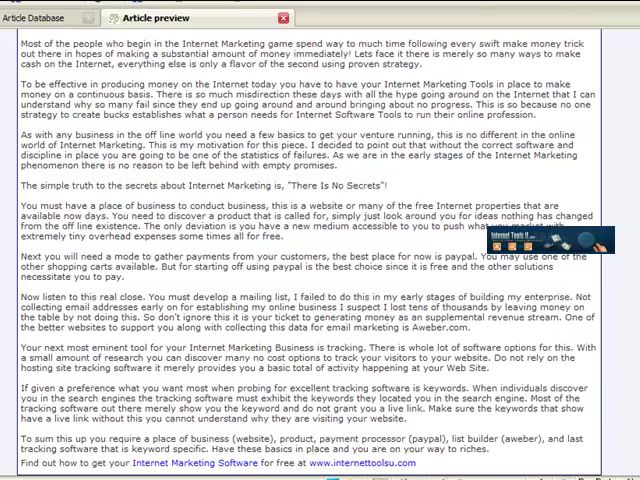 Article Database
Article preview
Most of the people who begin in the Internet Marketing game spend way to much time following every swift make money trick
out there in hopes of making a substantial amount of money immediately! Lets face it there is merely so many ways to make
cash on the Internet, everything else is only a flavor of the second using proven strategy.
To be effective in producing money on the Internet today you have to have your Internet Marketing Tools in place to make
money on a continuous basis. There is so much misdirection these days with all the hype going around on the Internet that I can
understand why so many fail since they end up going around and around bringing about no progress. This is so because no one
strategy to create bucks establishes what a person needs for Internet Software Tools to run their online profession.
As with any business in the off line world you need a few basics to get your venture running, this is no different in the online
world of Internet Marketing. This is my motivation for this piece. I decided to point out that without the correct software and
discipline in place you are going to be one of the statistics of failures. As we are in the early stages of the Internet Marketing
phenomenon there is no reason to be left behind with empty promises.
The simple truth to the secrets about Internet Marketing is, "There Is No Secrets"!
You must have a place of business to conduct business, this is a website or many of the free Internet properties that are
available now days. You need to discover a product that is called for, simply just look around you for ideas nothing has changed
from the off line existence. The only deviation is you have a new medium accessible to you to push what you market with
extremely tiny overhead expenses some times all for free.
Internet Tools U
Next you will need a mode to gather payments from your customers, the best place for now is paypal. You may use one of the
other shopping carts available. But for starting off using paypal is the best choice since it is free and the other solutions
necessitate you to pay.
Now listen to this real close. You must develop a mailing list, I failed to do this in my early stages of building my enterprise. Not
collecting email addresses early on for establishing my online business I suspect I lost tens of thousands by leaving money on
the table by not doing this. So don't ignore this it is your ticket to generating money as an supplemental revenue stream. One of
the better websites to support you along with collecting this data for email marketing is Aweber.com.
Your next most eminent tool for your Internet Marketing Business is tracking. There is whole lot of software options for this. With
a small amount of research you can discover many no cost options to track your visitors to your website. Do not rely on the
hosting site tracking software it merely provides you a basic total of activity happening at your Web Site.
If given a preference what you want most when probing for excellent tracking software is keywords. When individuals discover
you in the search engines the tracking software must exhibit the keywords they located you in the search engine. Most of the
tracking software out there merely show you the keyword and do not grant you a live link. Make sure the keywords that show
have a live link without this you cannot understand why they are visiting your website.
To sum this up you require a place of business (website), product, payment processor (paypal), list builder (aweber), and last
tracking software that is keyword specific. Have these basics in place and you are on your way to riches.
Find out how to get your Internet Marketing Software for free at www.internettoolsu.com